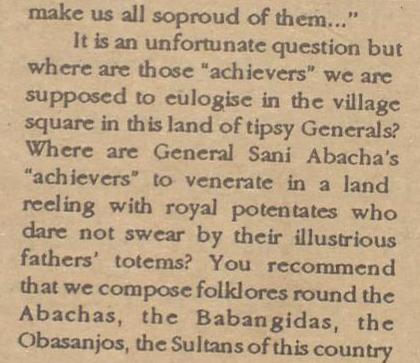 make us all soproud of them..."
It is an unfortunate question but
where are those "achievers" we are
supposed to eulogise in the village
square in this land of tipsy Generals?
Where are General Sani Abacha's
"achievers" to venerate in a land
reeling with royal potentates who
dare not swear by their illustrious
fathers' totems? You recommend
that we compose folklores round the
Abachas, the Babangidas, the
Obasanjos, the Sultans of this country